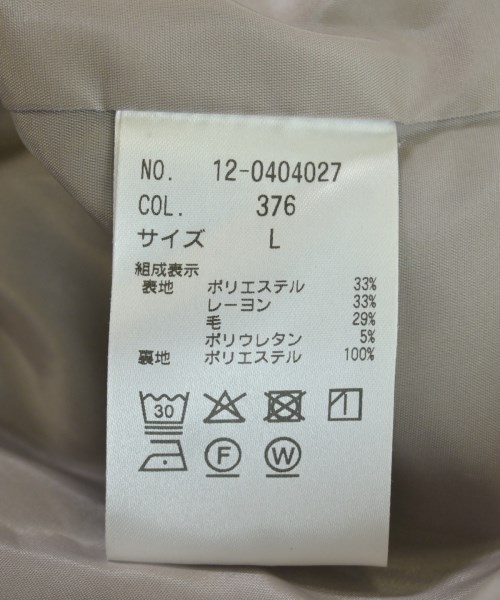 NO. 12-0404027
COL. 376
サイズ L
組成表示
表地 ポリエステル 33%
レーヨン 33%
毛 29%
ポリウレタン 5%
裏地 ポリエステル 100%
30
F W